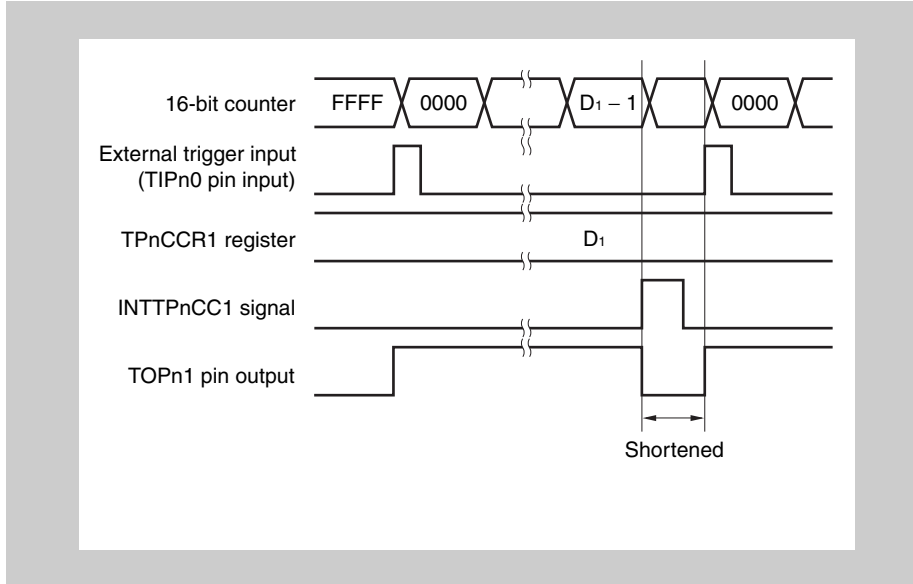 16-bit counter FFFF 0000 D₁ − 1 0000
External trigger input
(TIPn0 pin input)
TPnCCR1 register D₁
INTTPnCC1 signal
TOPn1 pin output
Shortened